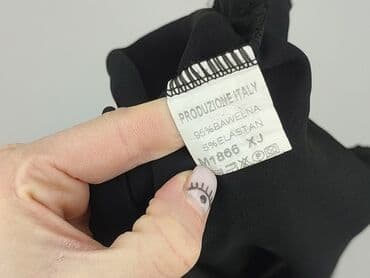 PRODUZIONE ITALY
95%BAWEŁNA
5%ELASTAN
M1866 XJ